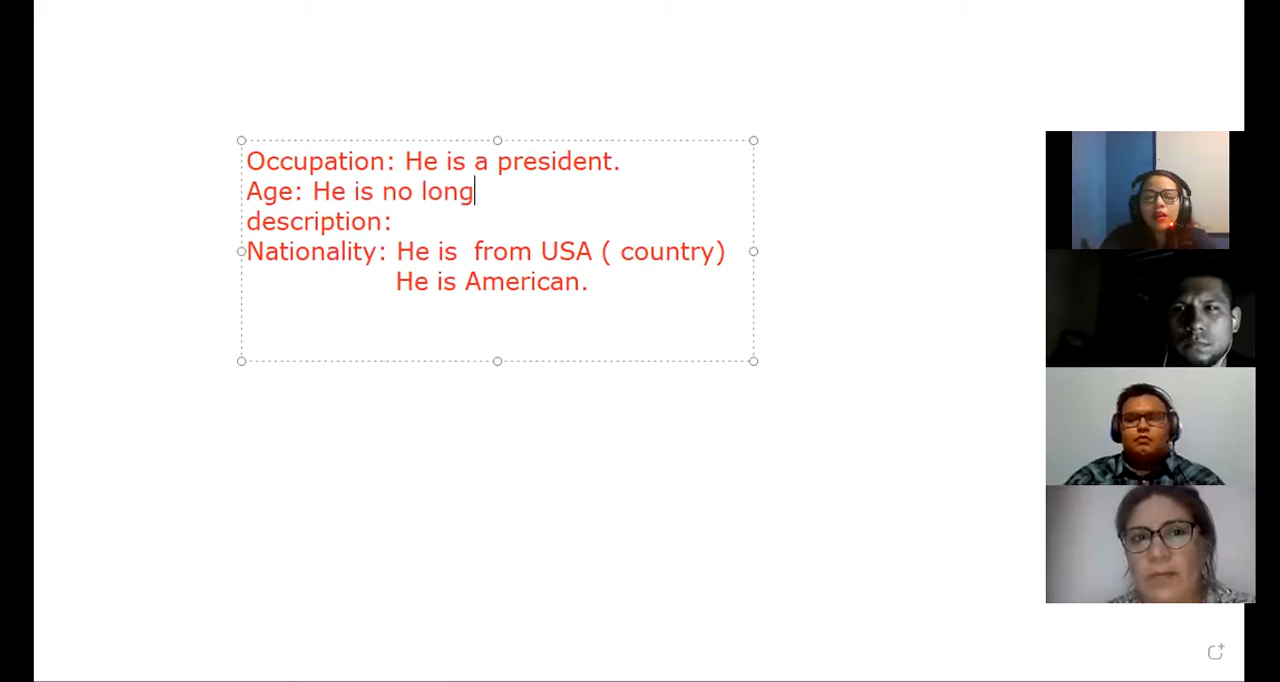 Occupation: He is a president.
Age: He is no long
description:
Nationality: He is  from USA ( country)
He is American.